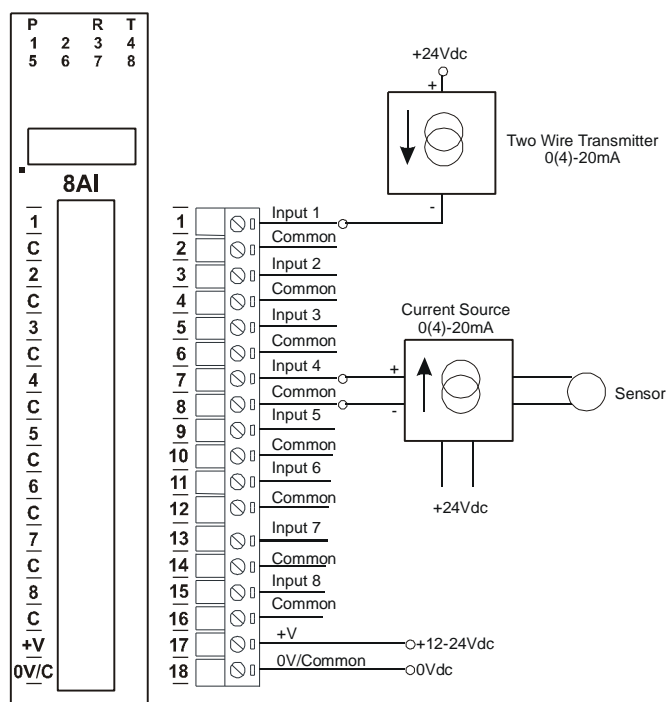 P R T
1 2 3 4
5 6 7 8
8AI
1
C
2
C
3
C
4
C
5
C
6
C
7
C
8
C
+V
0V/C
1 Input 1
2 Common
3 Input 2
4 Common
5 Input 3
6 Common
7 Input 4
8 Common
9 Input 5
10 Common
11 Input 6
12 Common
13 Input 7
14 Common
15 Input 8
16 Common
17 +V +12-24Vdc
18 0V/Common 0Vdc
+24Vdc
+
-
Two Wire Transmitter
0(4)-20mA
Current Source
0(4)-20mA
+
-
Sensor
+24Vdc